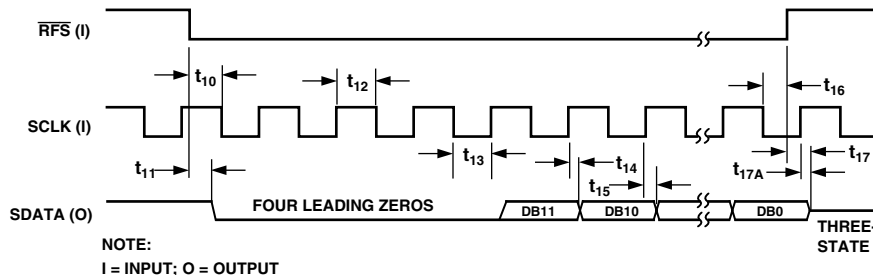 RFS (I)
t10
t12
t16
SCLK (I)
t11
t13
t14
t15
t17
t17A
SDATA (O)
FOUR LEADING ZEROS
DB11
DB10
DB0
THREE-
STATE
NOTE:
I = INPUT; O = OUTPUT